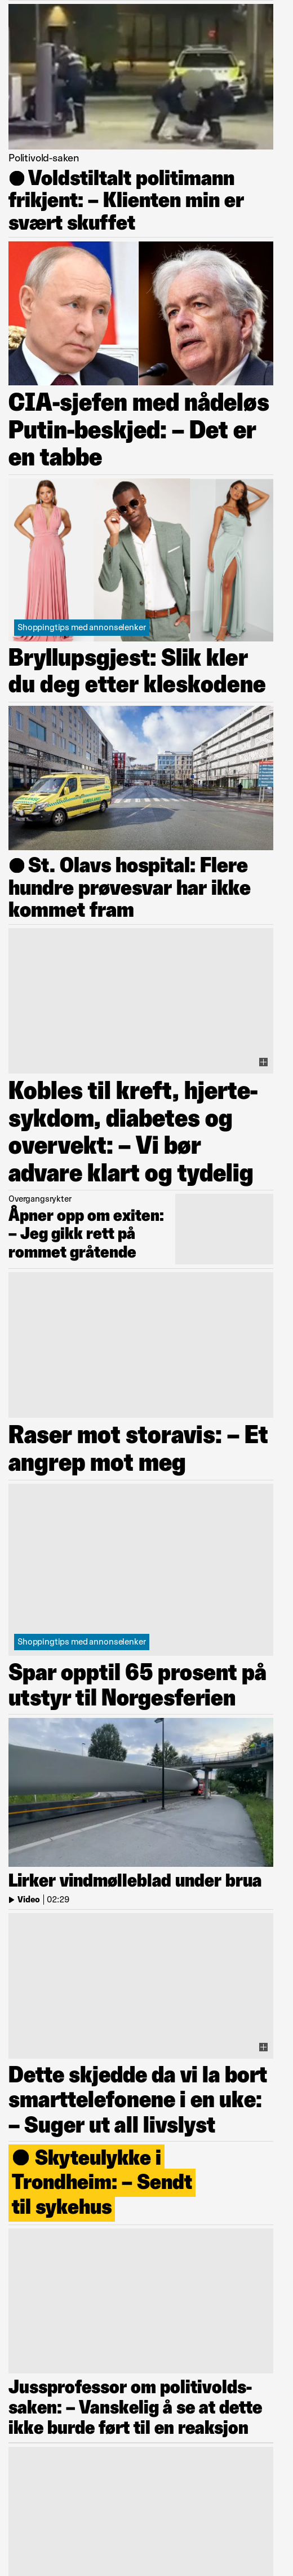 Politivold-saken
● Voldstiltalt politimann
frikjent: – Klienten min er
svært skuffet
CIA-sjefen med nådeløs
Putin-beskjed: – Det er
en tabbe
Shoppingtips med annonselenker
Bryllupsgjest: Slik kler
du deg etter kleskodene
● St. Olavs hospital: Flere
hundre prøvesvar har ikke
kommet fram
Kobles til kreft, hjerte-
sykdom, diabetes og
overvekt: – Vi bør
advare klart og tydelig
Overgangsrykter
Åpner opp om exiten:
– Jeg gikk rett på
rommet gråtende
Raser mot storavis: – Et
angrep mot meg
Shoppingtips med annonselenker
Spar opptil 65 prosent på
utstyr til Norgesferien
Lirker vindmølleblad under brua
Video | 02:29
Dette skjedde da vi la bort
smarttelefonene i en uke:
– Suger ut all livslyst
● Skyteulykke i
Trondheim: – Sendt
til sykehus
Jussprofessor om politivolds-
saken: – Vanskelig å se at dette
ikke burde ført til en reaksjon